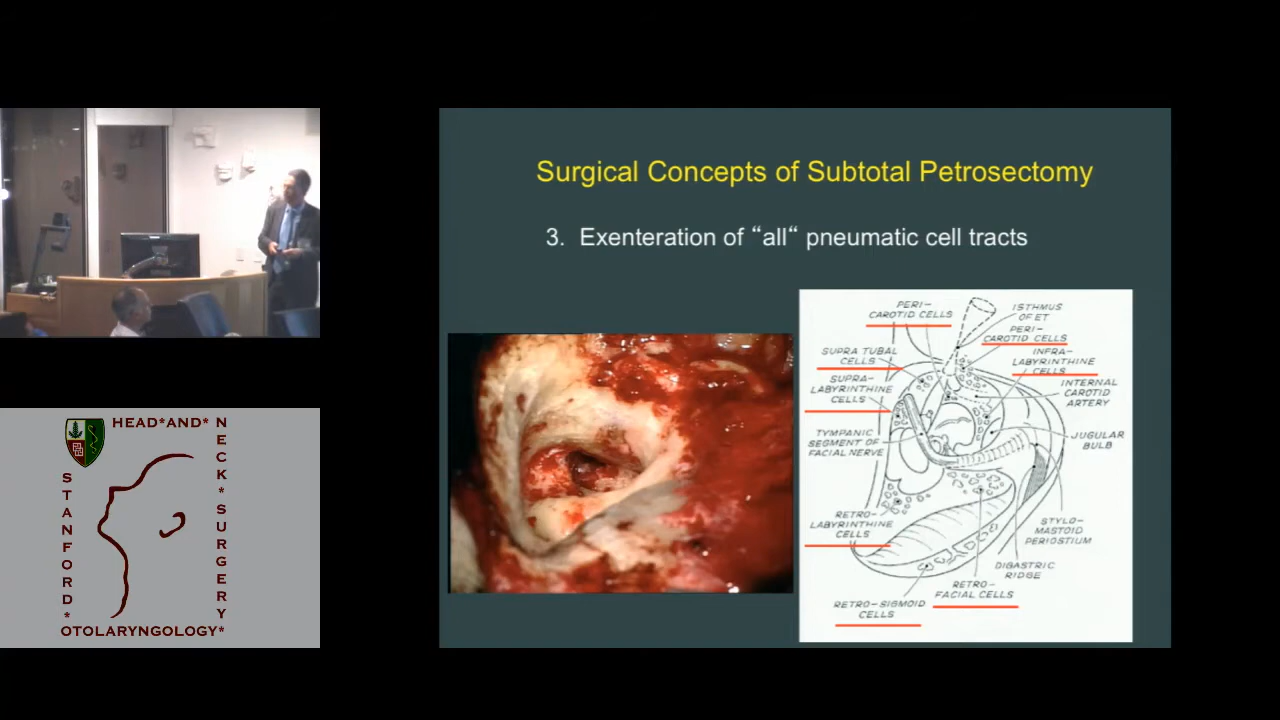 Surgical Concepts of Subtotal Petrosectomy
3. Exenteration of “all“ pneumatic cell tracts
PERI-
CAROTID CELLS
ISTHMUS
OF ET
PERI-
CAROTID CELLS
SUPRA TUBAL
CELLS
INFRA-
LABYRINTHINE
CELLS
SUPRA-
LABYRINTHINE
CELLS
INTERNAL
CAROTID
ARTERY
TYMPANIC
SEGMENT OF
FACIAL NERVE
JUGULAR
BULB
RETRO-
LABYRINTHINE
CELLS
STYLO-
MASTOID
PERIOSTIUM
DIGASTRIC
RIDGE
RETRO-
FACIAL CELLS
RETRO-SIGMOID
CELLS
HEAD*AND*
NECK*SURGERY*
STANFORD*
OTOLARYNGOLOGY*